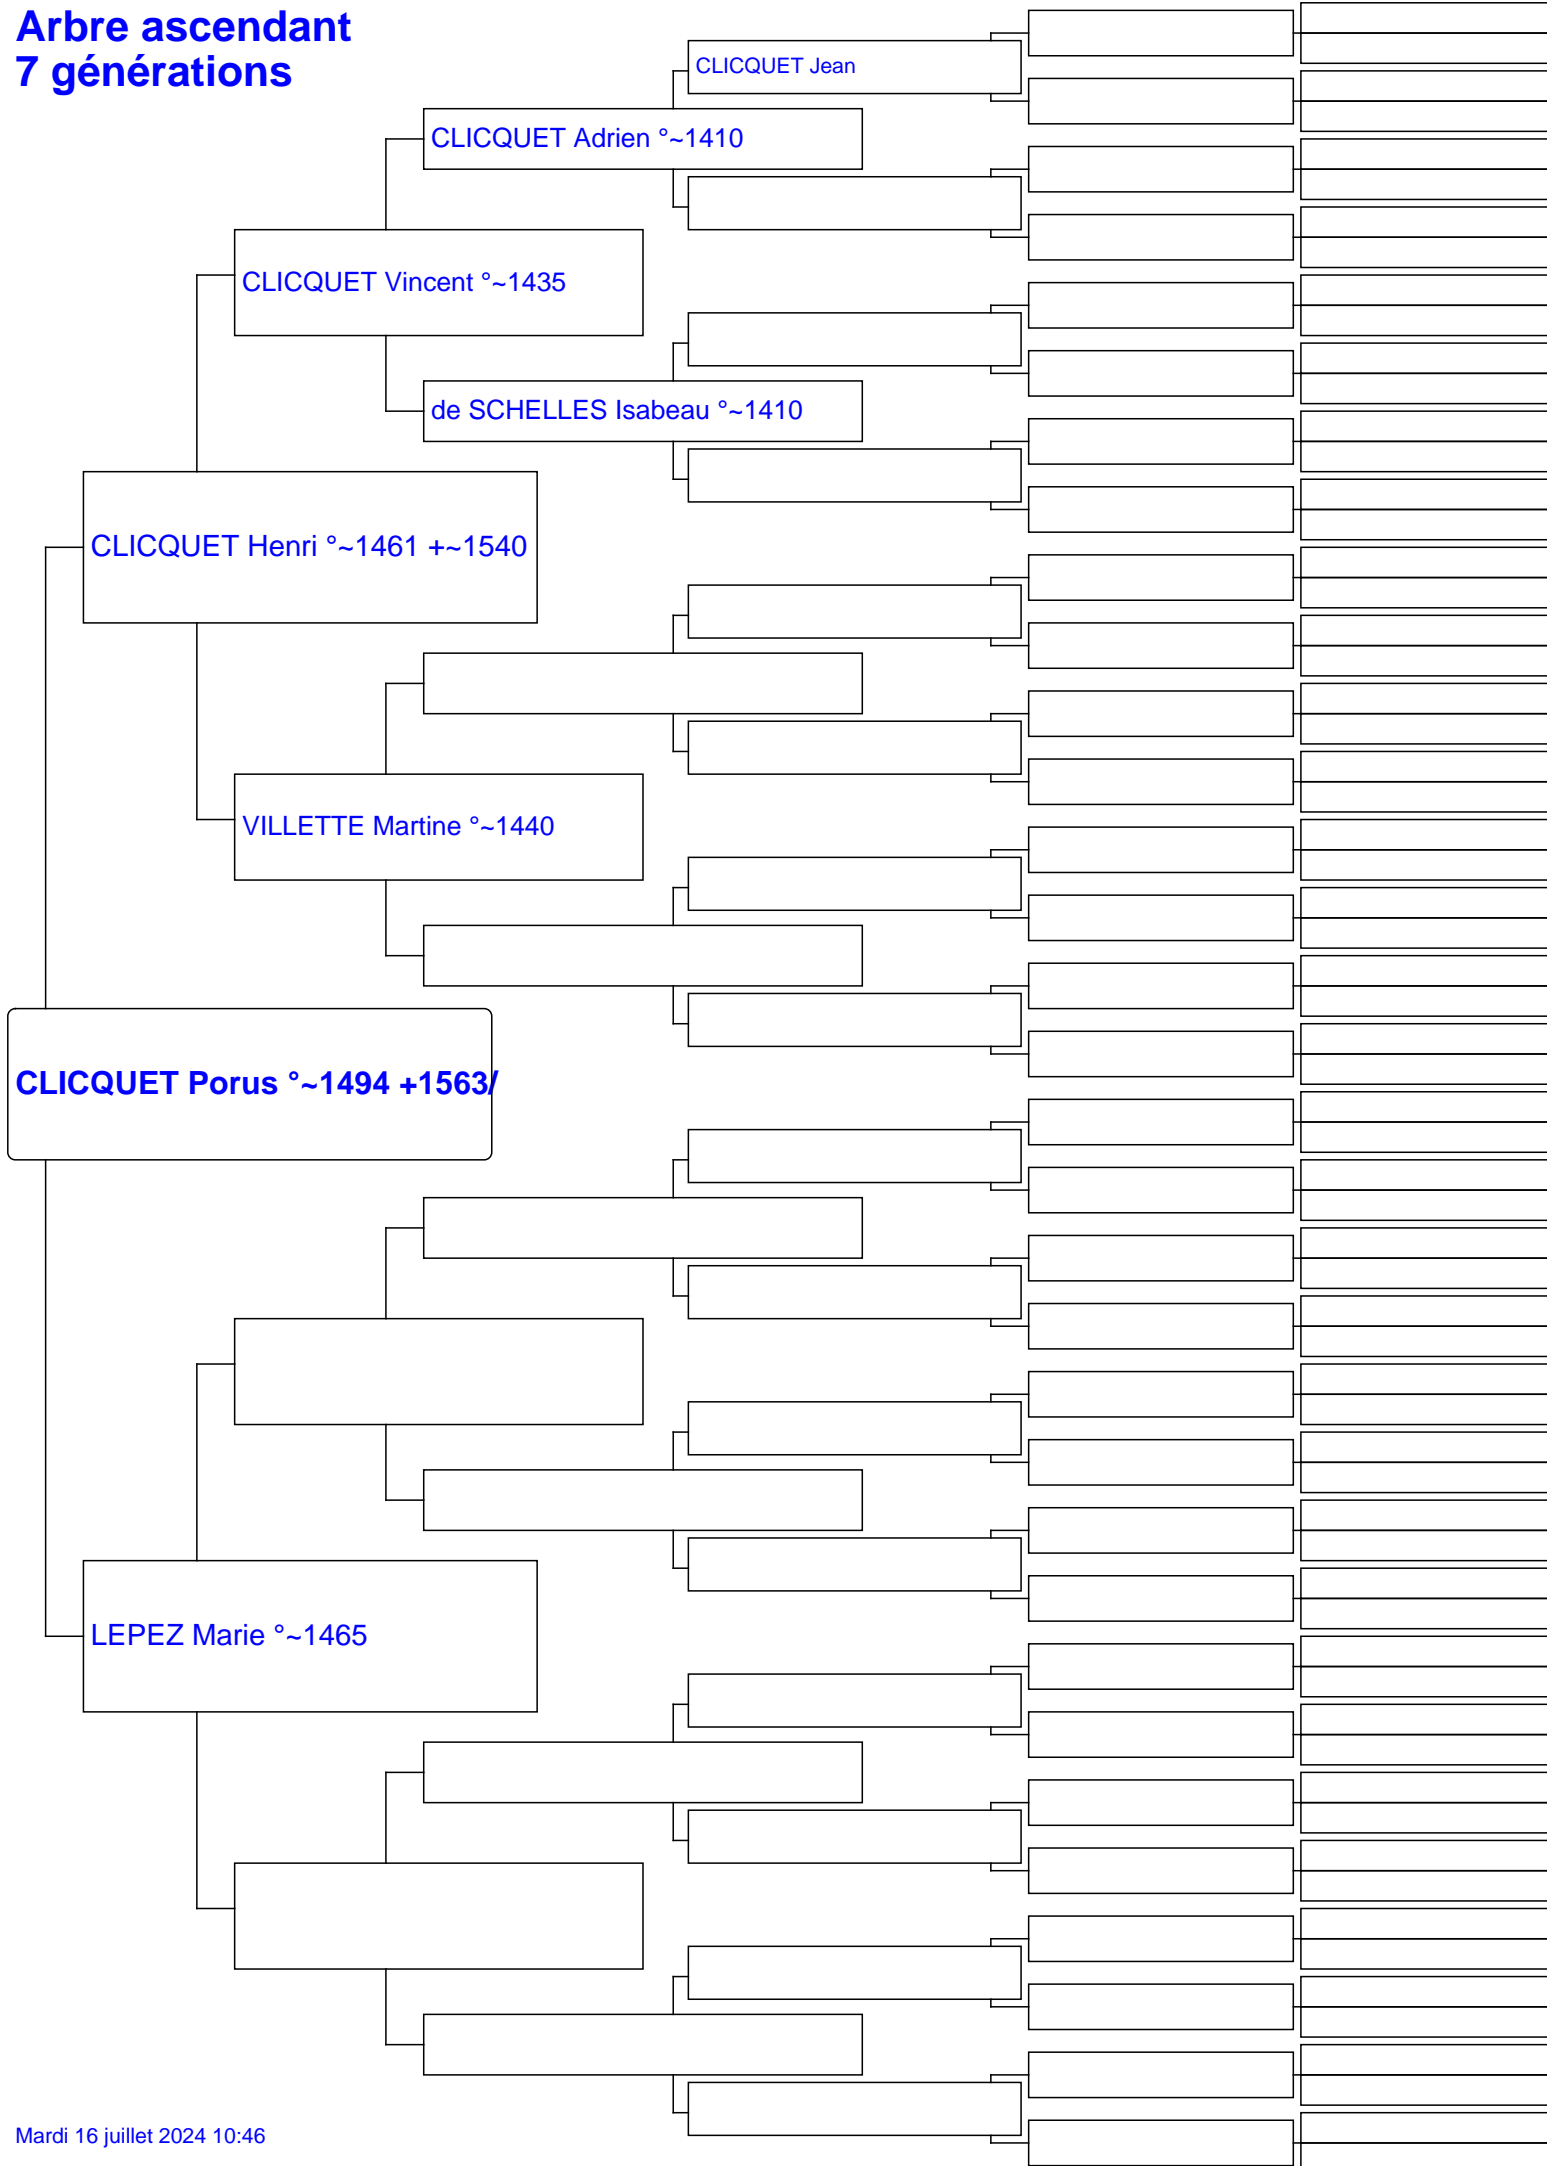 Arbre ascendant
7 générations
CLICQUET Jean
CLICQUET Adrien °~1410
CLICQUET Vincent °~1435
de SCHELLES Isabeau °~1410
CLICQUET Henri °~1461 +~1540
VILLETTE Martine °~1440
CLICQUET Porus °~1494 +1563/
LEPEZ Marie °~1465
Mardi 16 juillet 2024 10:46